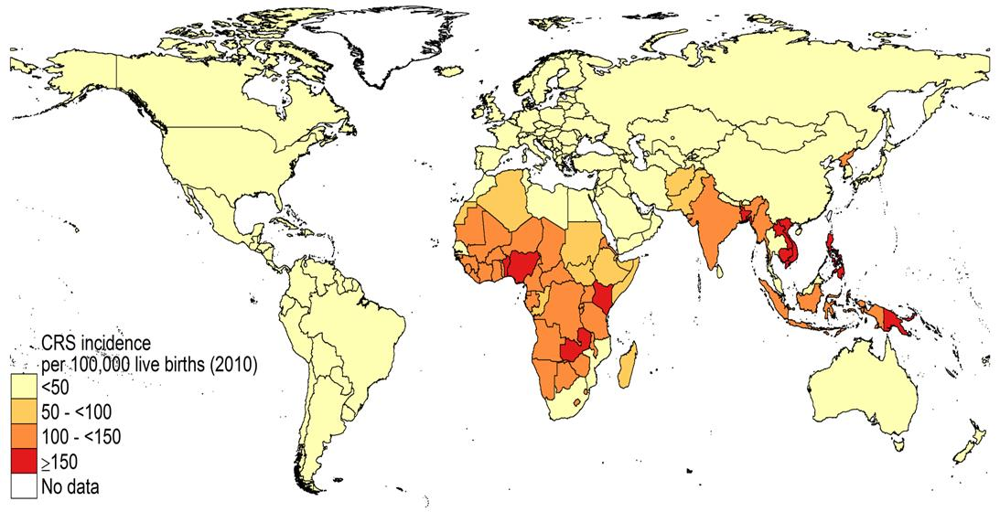 CRS incidence
per 100,000 live births (2010)
<50
50 - <100
100 - <150
≥150
No data